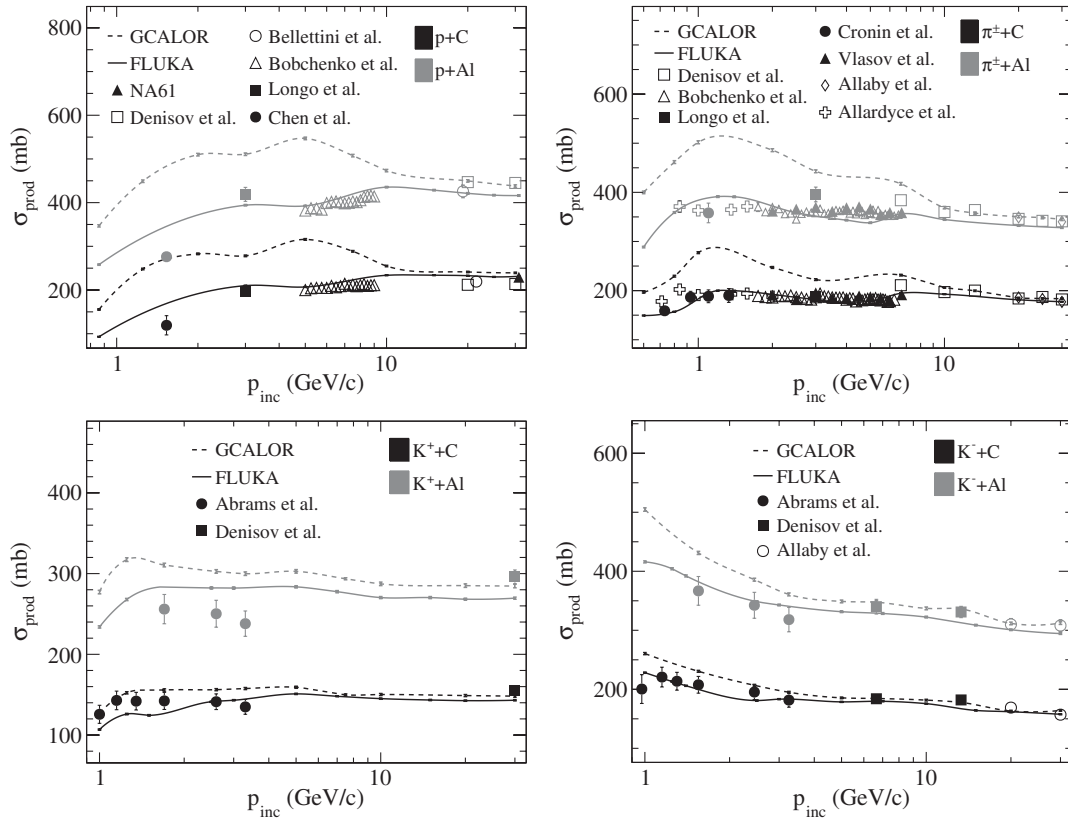 GCALOR
FLUKA
NA61
Denisov et al.
Bellettini et al.
Bobchenko et al.
Longo et al.
Chen et al.
p+C
p+Al
800
600
400
200
σprod (mb)
1
10
pinc (GeV/c)
GCALOR
FLUKA
Denisov et al.
Bobchenko et al.
Longo et al.
Cronin et al.
Vlasov et al.
Allaby et al.
Allardyce et al.
π±+C
π±+Al
600
400
200
σprod (mb)
1
10
pinc (GeV/c)
GCALOR
FLUKA
Abrams et al.
Denisov et al.
K++C
K++Al
400
300
200
100
σprod (mb)
1
10
pinc (GeV/c)
GCALOR
FLUKA
Abrams et al.
Denisov et al.
Allaby et al.
K-+C
K-+Al
600
400
200
σprod (mb)
1
10
pinc (GeV/c)